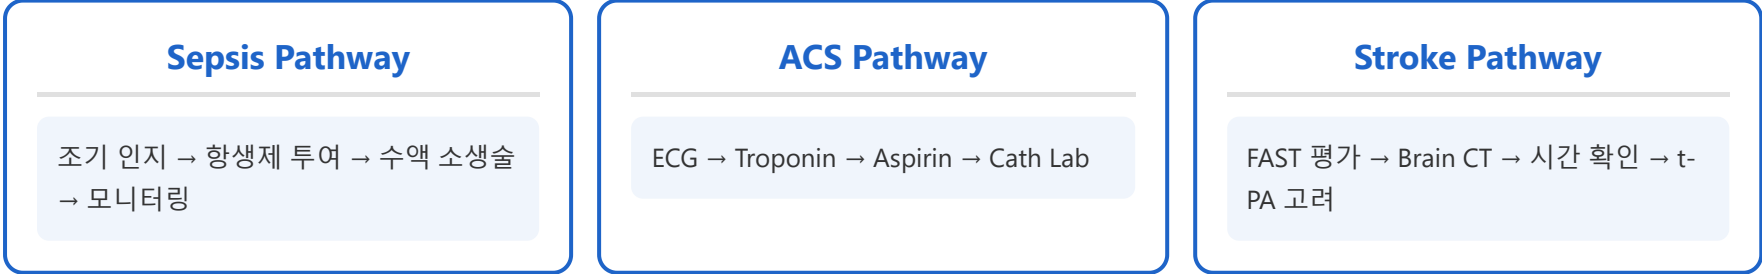 Sepsis Pathway
조기 인지 → 항생제 투여 → 수액 소생술
→ 모니터링
ACS Pathway
ECG → Troponin → Aspirin → Cath Lab
Stroke Pathway
FAST 평가 → Brain CT → 시간 확인 → t-
PA 고려